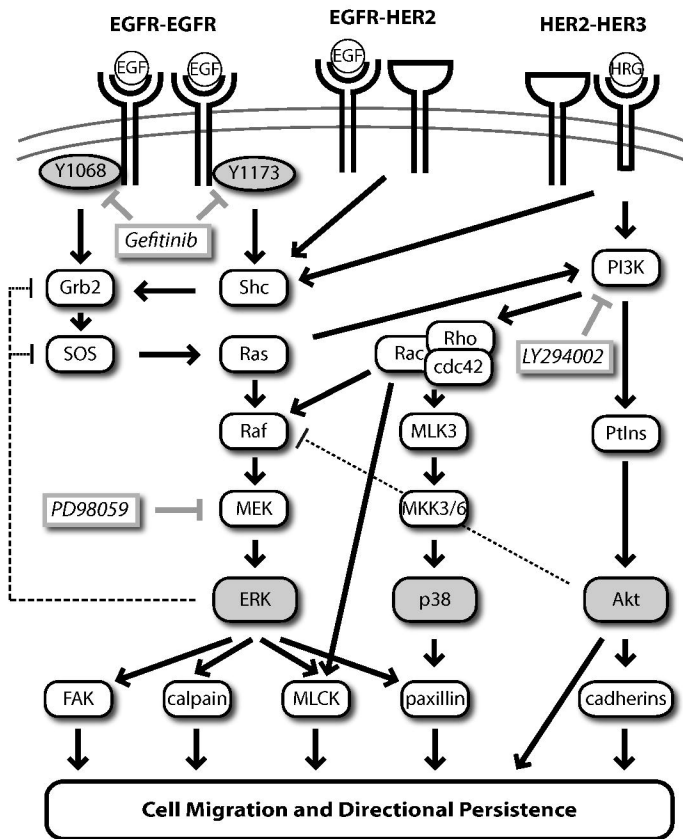 EGFR-EGFR
EGFR-HER2
HER2-HER3
EGF
EGF
EGF
HRG
Y1068
Y1173
Gefitinib
Grb2
Shc
PI3K
SOS
Ras
Rac
Rho
cdc42
LY294002
Raf
MLK3
PtIns
PD98059
MEK
MKK3/6
ERK
p38
Akt
FAK
calpain
MLCK
paxillin
cadherins
Cell Migration and Directional Persistence